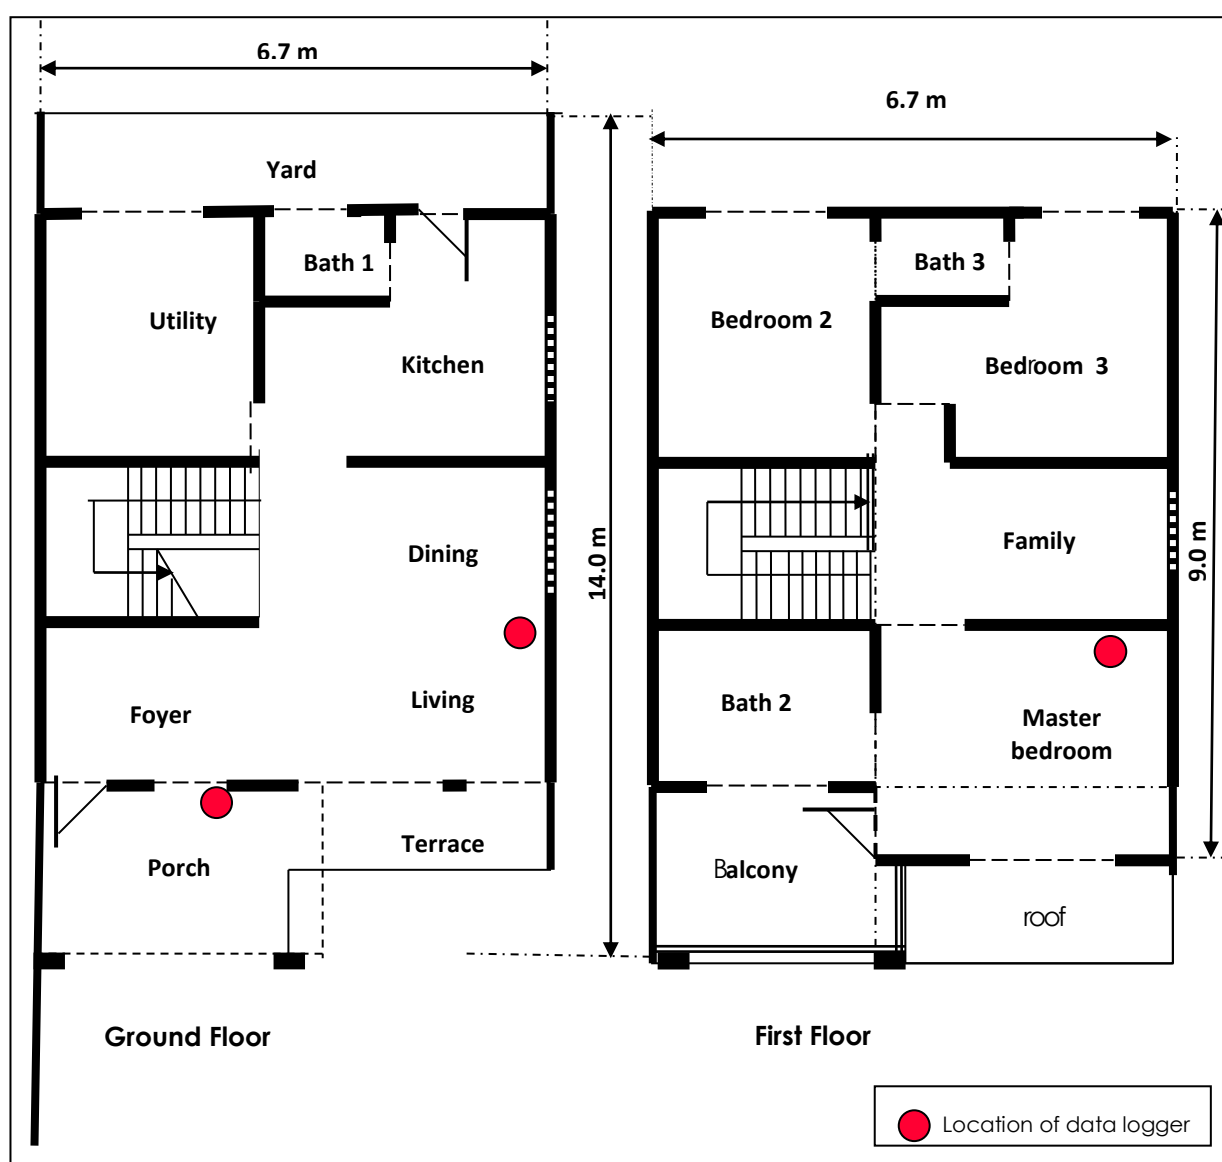 6.7 m
6.7 m
Yard
Bath 1
Utility
Kitchen
Dining
Living
Foyer
Porch
Terrace
14.0 m
Bath 3
Bedroom 2
Bedroom 3
Family
9.0 m
Bath 2
Master
bedroom
Balcony
roof
Ground Floor
First Floor
Location of data logger